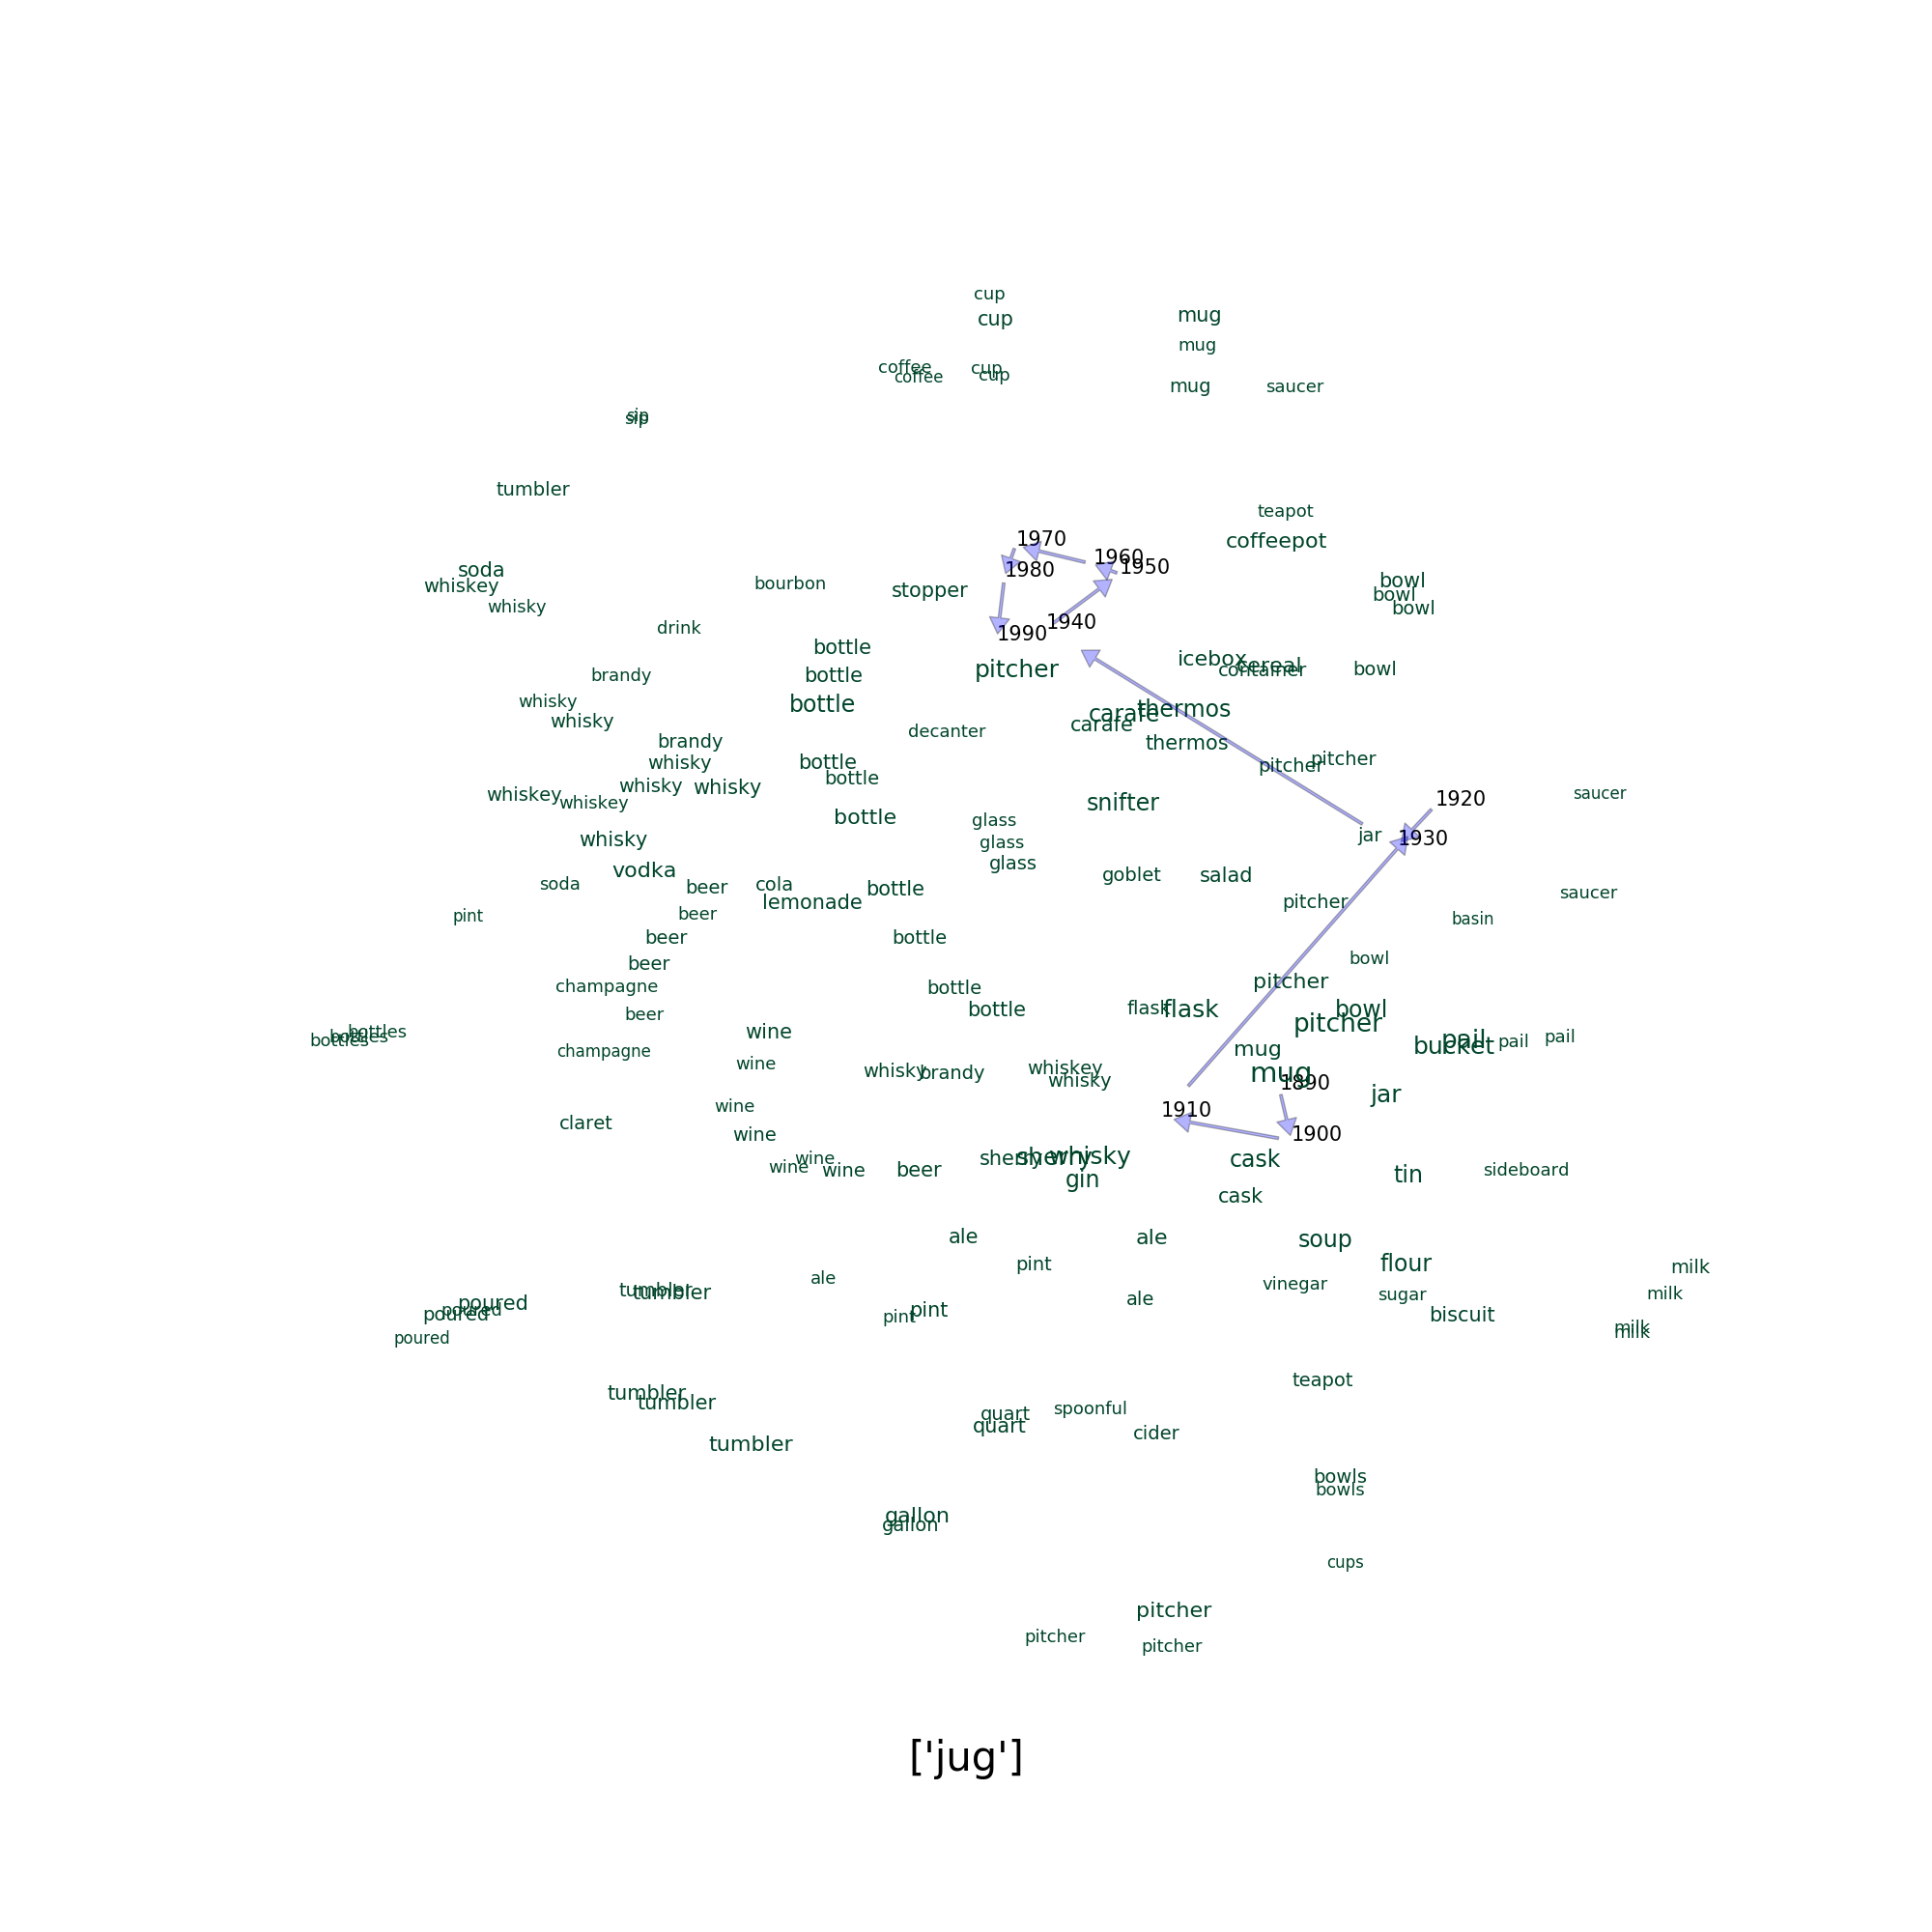 cup
mug
cup
mug
coffee
cup
coffee
cup
mug
saucer
sip
sip
tumbler
teapot
1970
coffeepot
1960
1950
soda
1980
whiskey
bourbon
stopper
bowl
bowl
whisky
bowl
1940
drink
1990
bottle
icebox
cereal
pitcher
container
bowl
brandy
bottle
whisky
bottle
thermos
carafe
whisky
carafe
decanter
brandy
thermos
whisky
bottle
pitcher
pitcher
bottle
whisky
whisky
whiskey
whiskey
snifter
1920
saucer
bottle
glass
whisky
glass
jar
1930
vodka
glass
soda
beer
cola
bottle
goblet
salad
lemonade
saucer
pint
beer
pitcher
basin
beer
bottle
beer
bowl
champagne
bottle
pitcher
beer
bottle
flask
flask
bowl
pitcher
bottles
bottles
bottles
wine
bucket
pail
pail
pail
champagne
wine
mug
whisky
brandy
whiskey
whisky
mug
1890
jar
wine
1910
claret
wine
1900
wine
wine
wine
beer
sherry
sherry
whisky
gin
cask
tin
sideboard
cask
ale
ale
soup
ale
pint
flour
milk
vinegar
tumbler
tumbler
ale
sugar
milk
poured
poured
poured
pint
pint
biscuit
milk
milk
poured
tumbler
tumbler
teapot
quart
quart
spoonful
cider
tumbler
bowls
bowls
gallon
gallon
cups
pitcher
pitcher
pitcher
['jug']